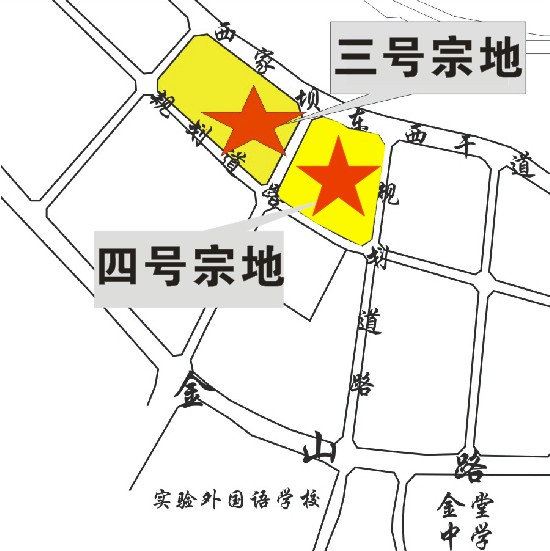 三号宗地
西家坝东西干道
规划道路
规划道路
四号宗地
金山路
实验外国语学校
金堂
中学